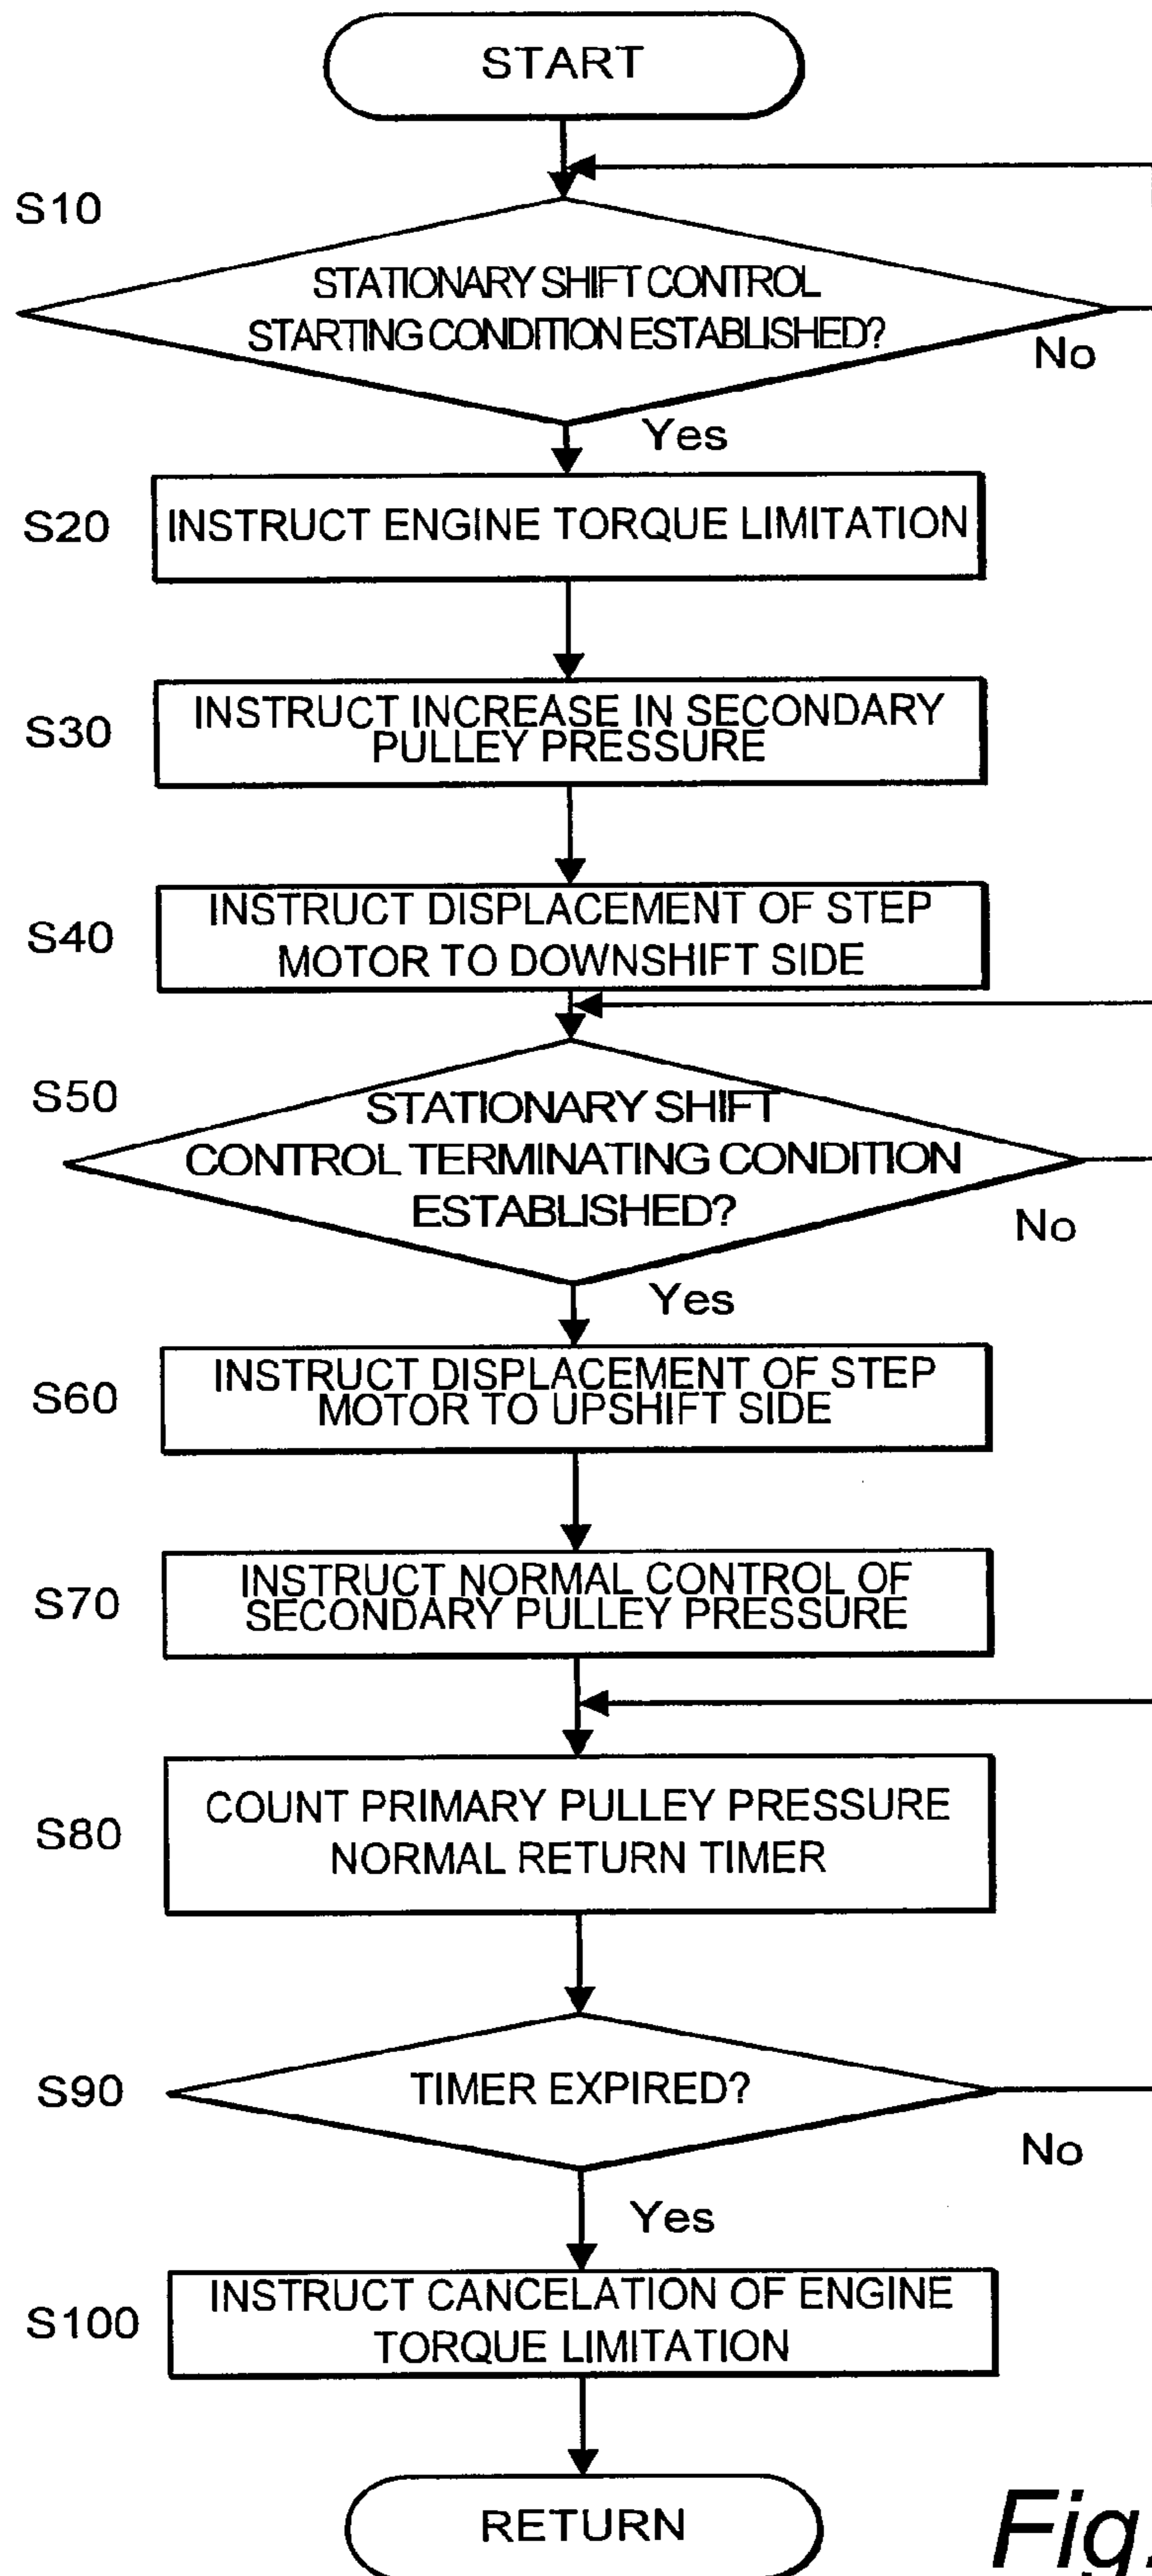 START
S10
STATIONARY SHIFT CONTROL
STARTING CONDITION ESTABLISHED?
No
Yes
S20
INSTRUCT ENGINE TORQUE LIMITATION
S30
INSTRUCT INCREASE IN SECONDARY
PULLEY PRESSURE
S40
INSTRUCT DISPLACEMENT OF STEP
MOTOR TO DOWNSHIFT SIDE
S50
STATIONARY SHIFT
CONTROL TERMINATING CONDITION
ESTABLISHED?
No
Yes
S60
INSTRUCT DISPLACEMENT OF STEP
MOTOR TO UPSHIFT SIDE
S70
INSTRUCT NORMAL CONTROL OF
SECONDARY PULLEY PRESSURE
S80
COUNT PRIMARY PULLEY PRESSURE
NORMAL RETURN TIMER
S90
TIMER EXPIRED?
No
Yes
S100
INSTRUCT CANCELATION OF ENGINE
TORQUE LIMITATION
RETURN
Fig.